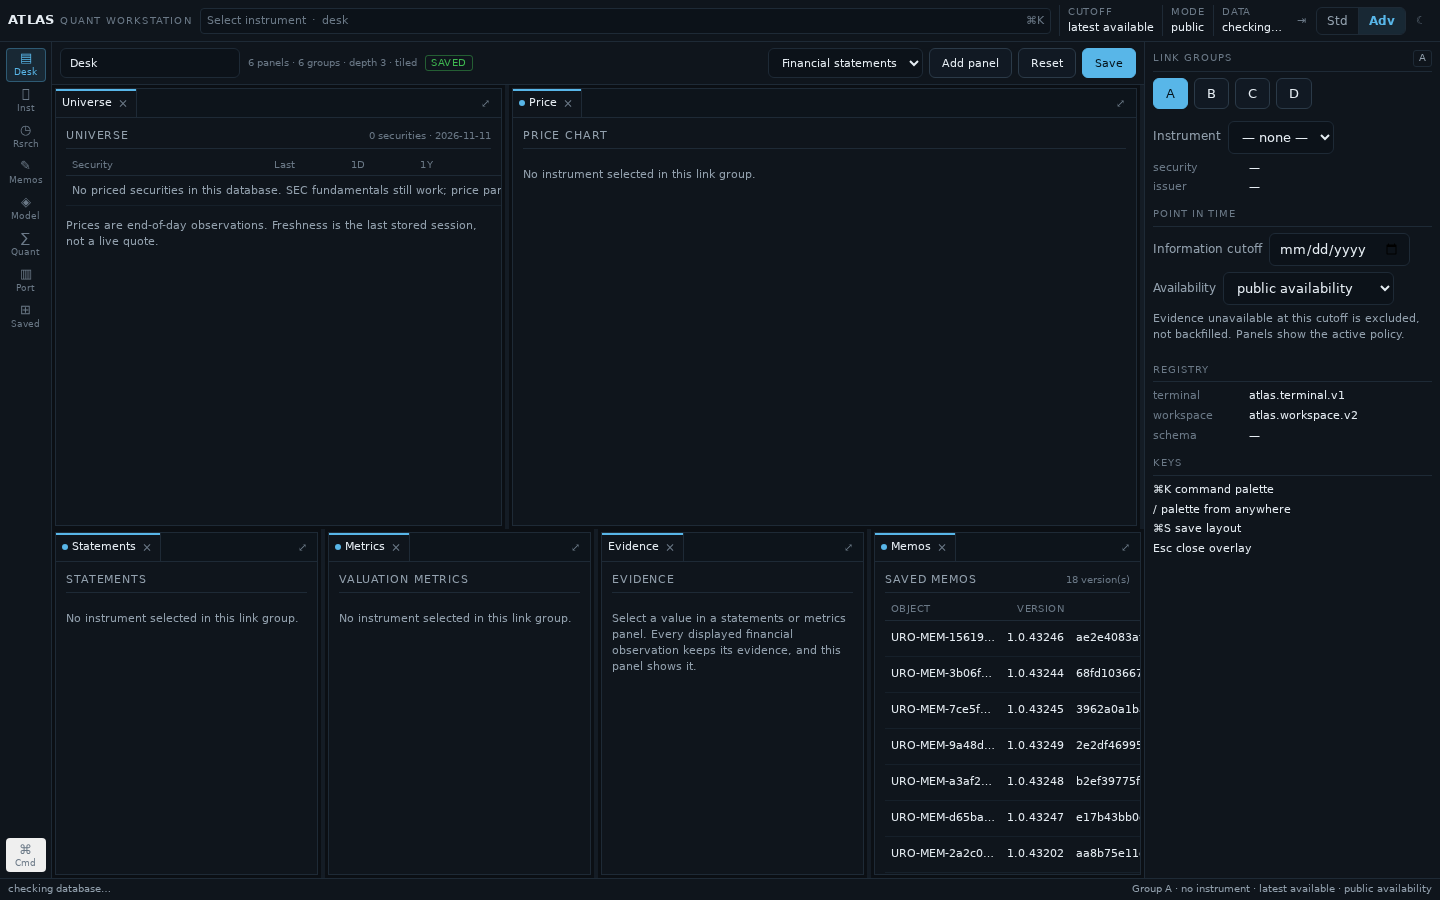 ATLAS QUANT WORKSTATION
Select instrument · desk ⌘K
CUTOFF
latest available
MODE
public
DATA
checking...
Std Adv
Desk
Inst
Rsrch
Memos
Model
Quant
Port
Saved
Cmd
Desk 6 panels · 6 groups · depth 3 · tiled SAVED Financial statements Add panel Reset Save
Universe ×
UNIVERSE 0 securities · 2026-11-11
Security Last 1D 1Y
No priced securities in this database. SEC fundamentals still work; price
Prices are end-of-day observations. Freshness is the last stored session,
not a live quote.
Price ×
PRICE CHART
No instrument selected in this link group.
Statements ×
STATEMENTS
No instrument selected in this link group.
Metrics ×
VALUATION METRICS
No instrument selected in this link group.
Evidence ×
EVIDENCE
Select a value in a statements or metrics
panel. Every displayed financial
observation keeps its evidence, and this
panel shows it.
Memos ×
SAVED MEMOS 18 version(s)
OBJECT VERSION
URO-MEM-15619... 1.0.43246 ae2e4083a
URO-MEM-3b06f... 1.0.43244 68fd103667
URO-MEM-7ce5f... 1.0.43245 3962a0a1b
URO-MEM-9a48d... 1.0.43249 2e2df46995
URO-MEM-a3af2... 1.0.43248 b2ef39775f
URO-MEM-d65ba... 1.0.43247 e17b43bb0
URO-MEM-2a2c0... 1.0.43202 aa8b75e11
LINK GROUPS A
A B C D
Instrument — none —
security —
issuer —
POINT IN TIME
Information cutoff mm/dd/yyyy
Availability public availability
Evidence unavailable at this cutoff is excluded,
not backfilled. Panels show the active policy.
REGISTRY
terminal atlas.terminal.v1
workspace atlas.workspace.v2
schema —
KEYS
⌘K command palette
/ palette from anywhere
⌘S save layout
Esc close overlay
checking database...
Group A · no instrument · latest available · public availability